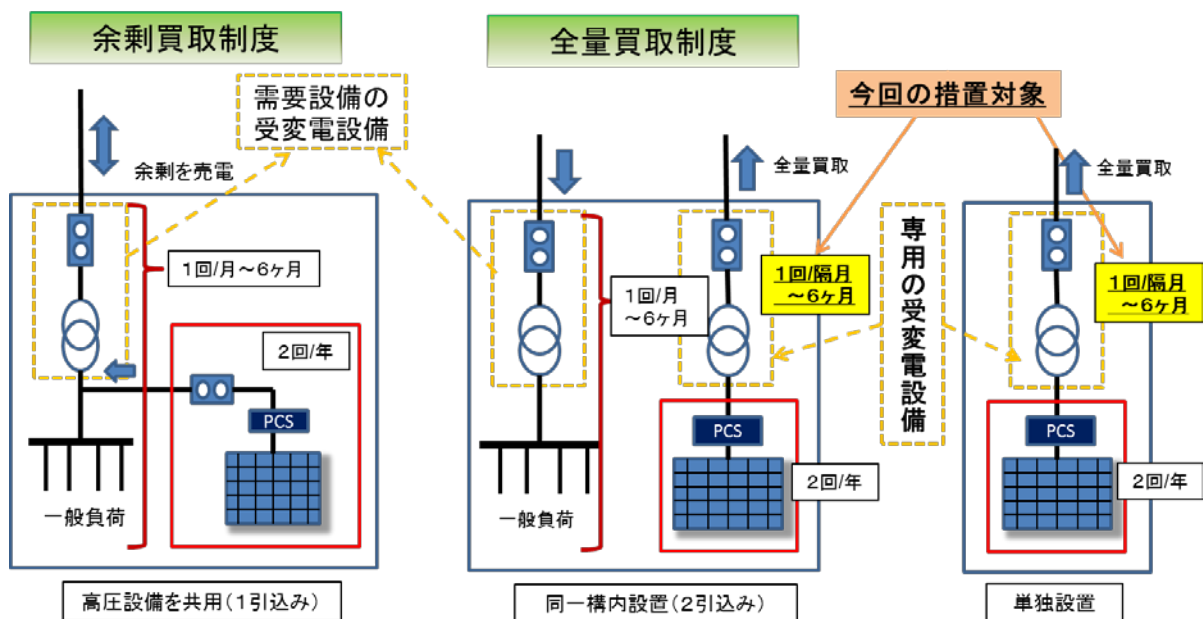 余剰買取制度
全量買取制度
需要設備の
受変電設備
今回の措置対象
余剰を売電
1回/月～6ヶ月
2回/年
PCS
一般負荷
高圧設備を共用(1引込み)
1回/月
～6ヶ月
一般負荷
全量買取
1回/隔月
～6ヶ月
PCS
2回/年
同一構内設置(2引込み)
専用の受変電設備
全量買取
1回/隔月
～6ヶ月
PCS
2回/年
単独設置